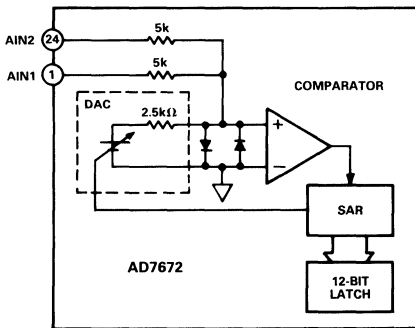 5k
AIN2 24
5k
AIN1 1
COMPARATOR
DAC
2.5kΩ
+
−
SAR
AD7672
12-BIT
LATCH